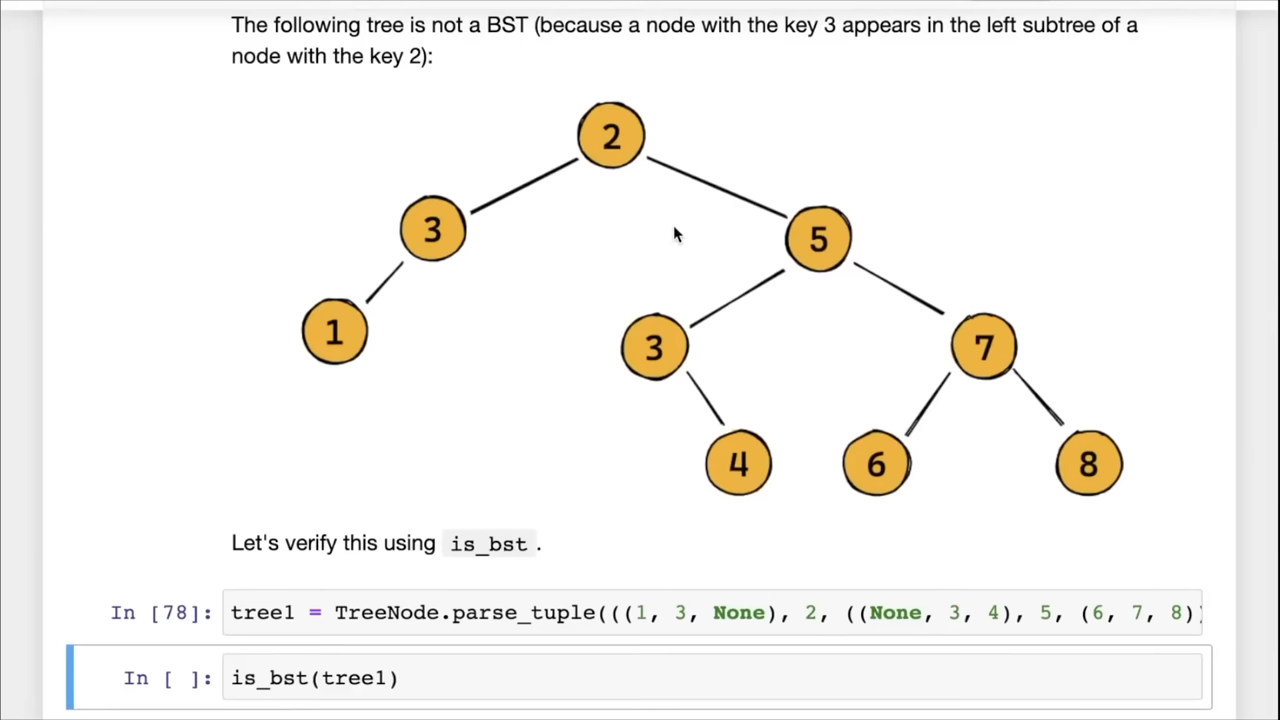 The following tree is not a BST (because a node with the key 3 appears in the left subtree of a
node with the key 2):
2
3
5
1
3
7
4
6
8
Let's verify this using is_bst .
In [78]: tree1 = TreeNode.parse_tuple(((1, 3, None), 2, ((None, 3, 4), 5, (6, 7, 8)
In [ ]: is_bst(tree1)